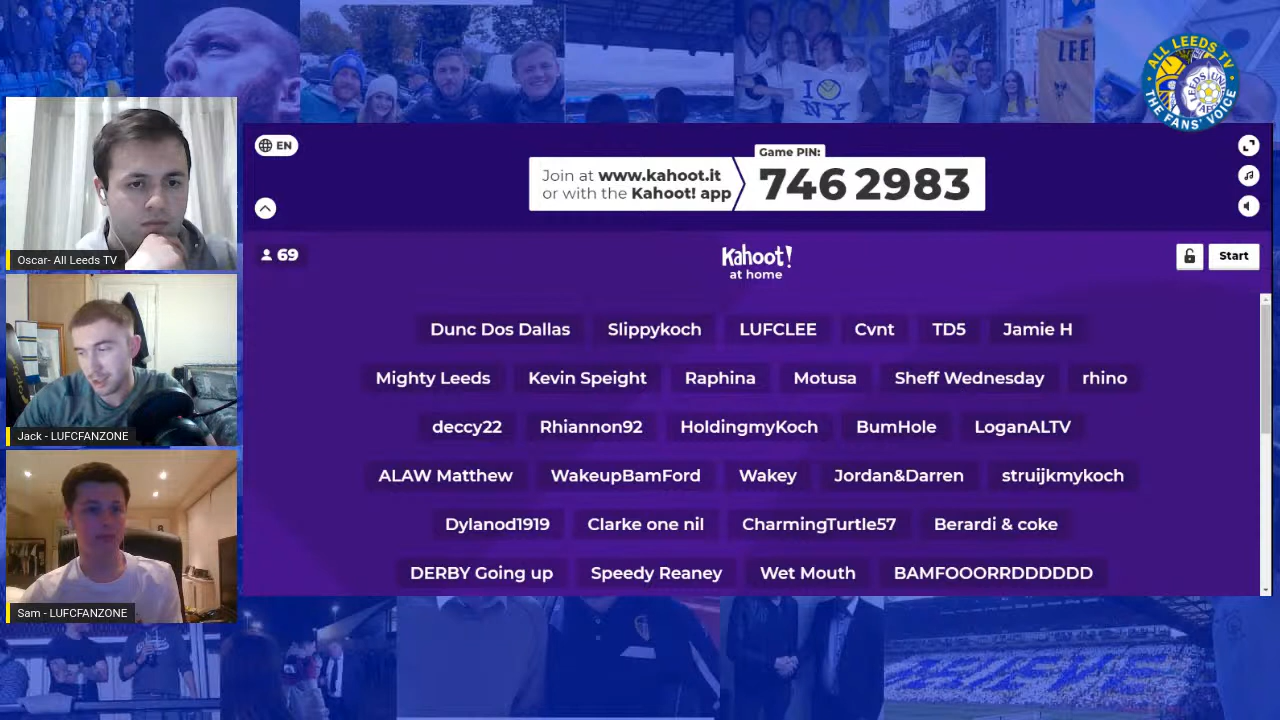 ALL LEEDS TV
THE FANS' VOICE
I
NY
LEE
EN
Game PIN:
Join at www.kahoot.it
or with the Kahoot! app
746 2983
69
Kahoot!
at home
Start
Oscar- All Leeds TV
Jack - LUFCFANZONE
Sam - LUFCFANZONE
Dunc Dos Dallas Slippykoch LUFCLEE Cvnt TD5 Jamie H
Mighty Leeds Kevin Speight Raphina Motusa Sheff Wednesday rhino
deccy22 Rhiannon92 HoldingmyKoch BumHole LoganALTV
ALAW Matthew WakeupBamFord Wakey Jordan&Darren struijkmykoch
Dylanod1919 Clarke one nil CharmingTurtle57 Berardi & coke
DERBY Going up Speedy Reaney Wet Mouth BAMFOOORRDDDDDD